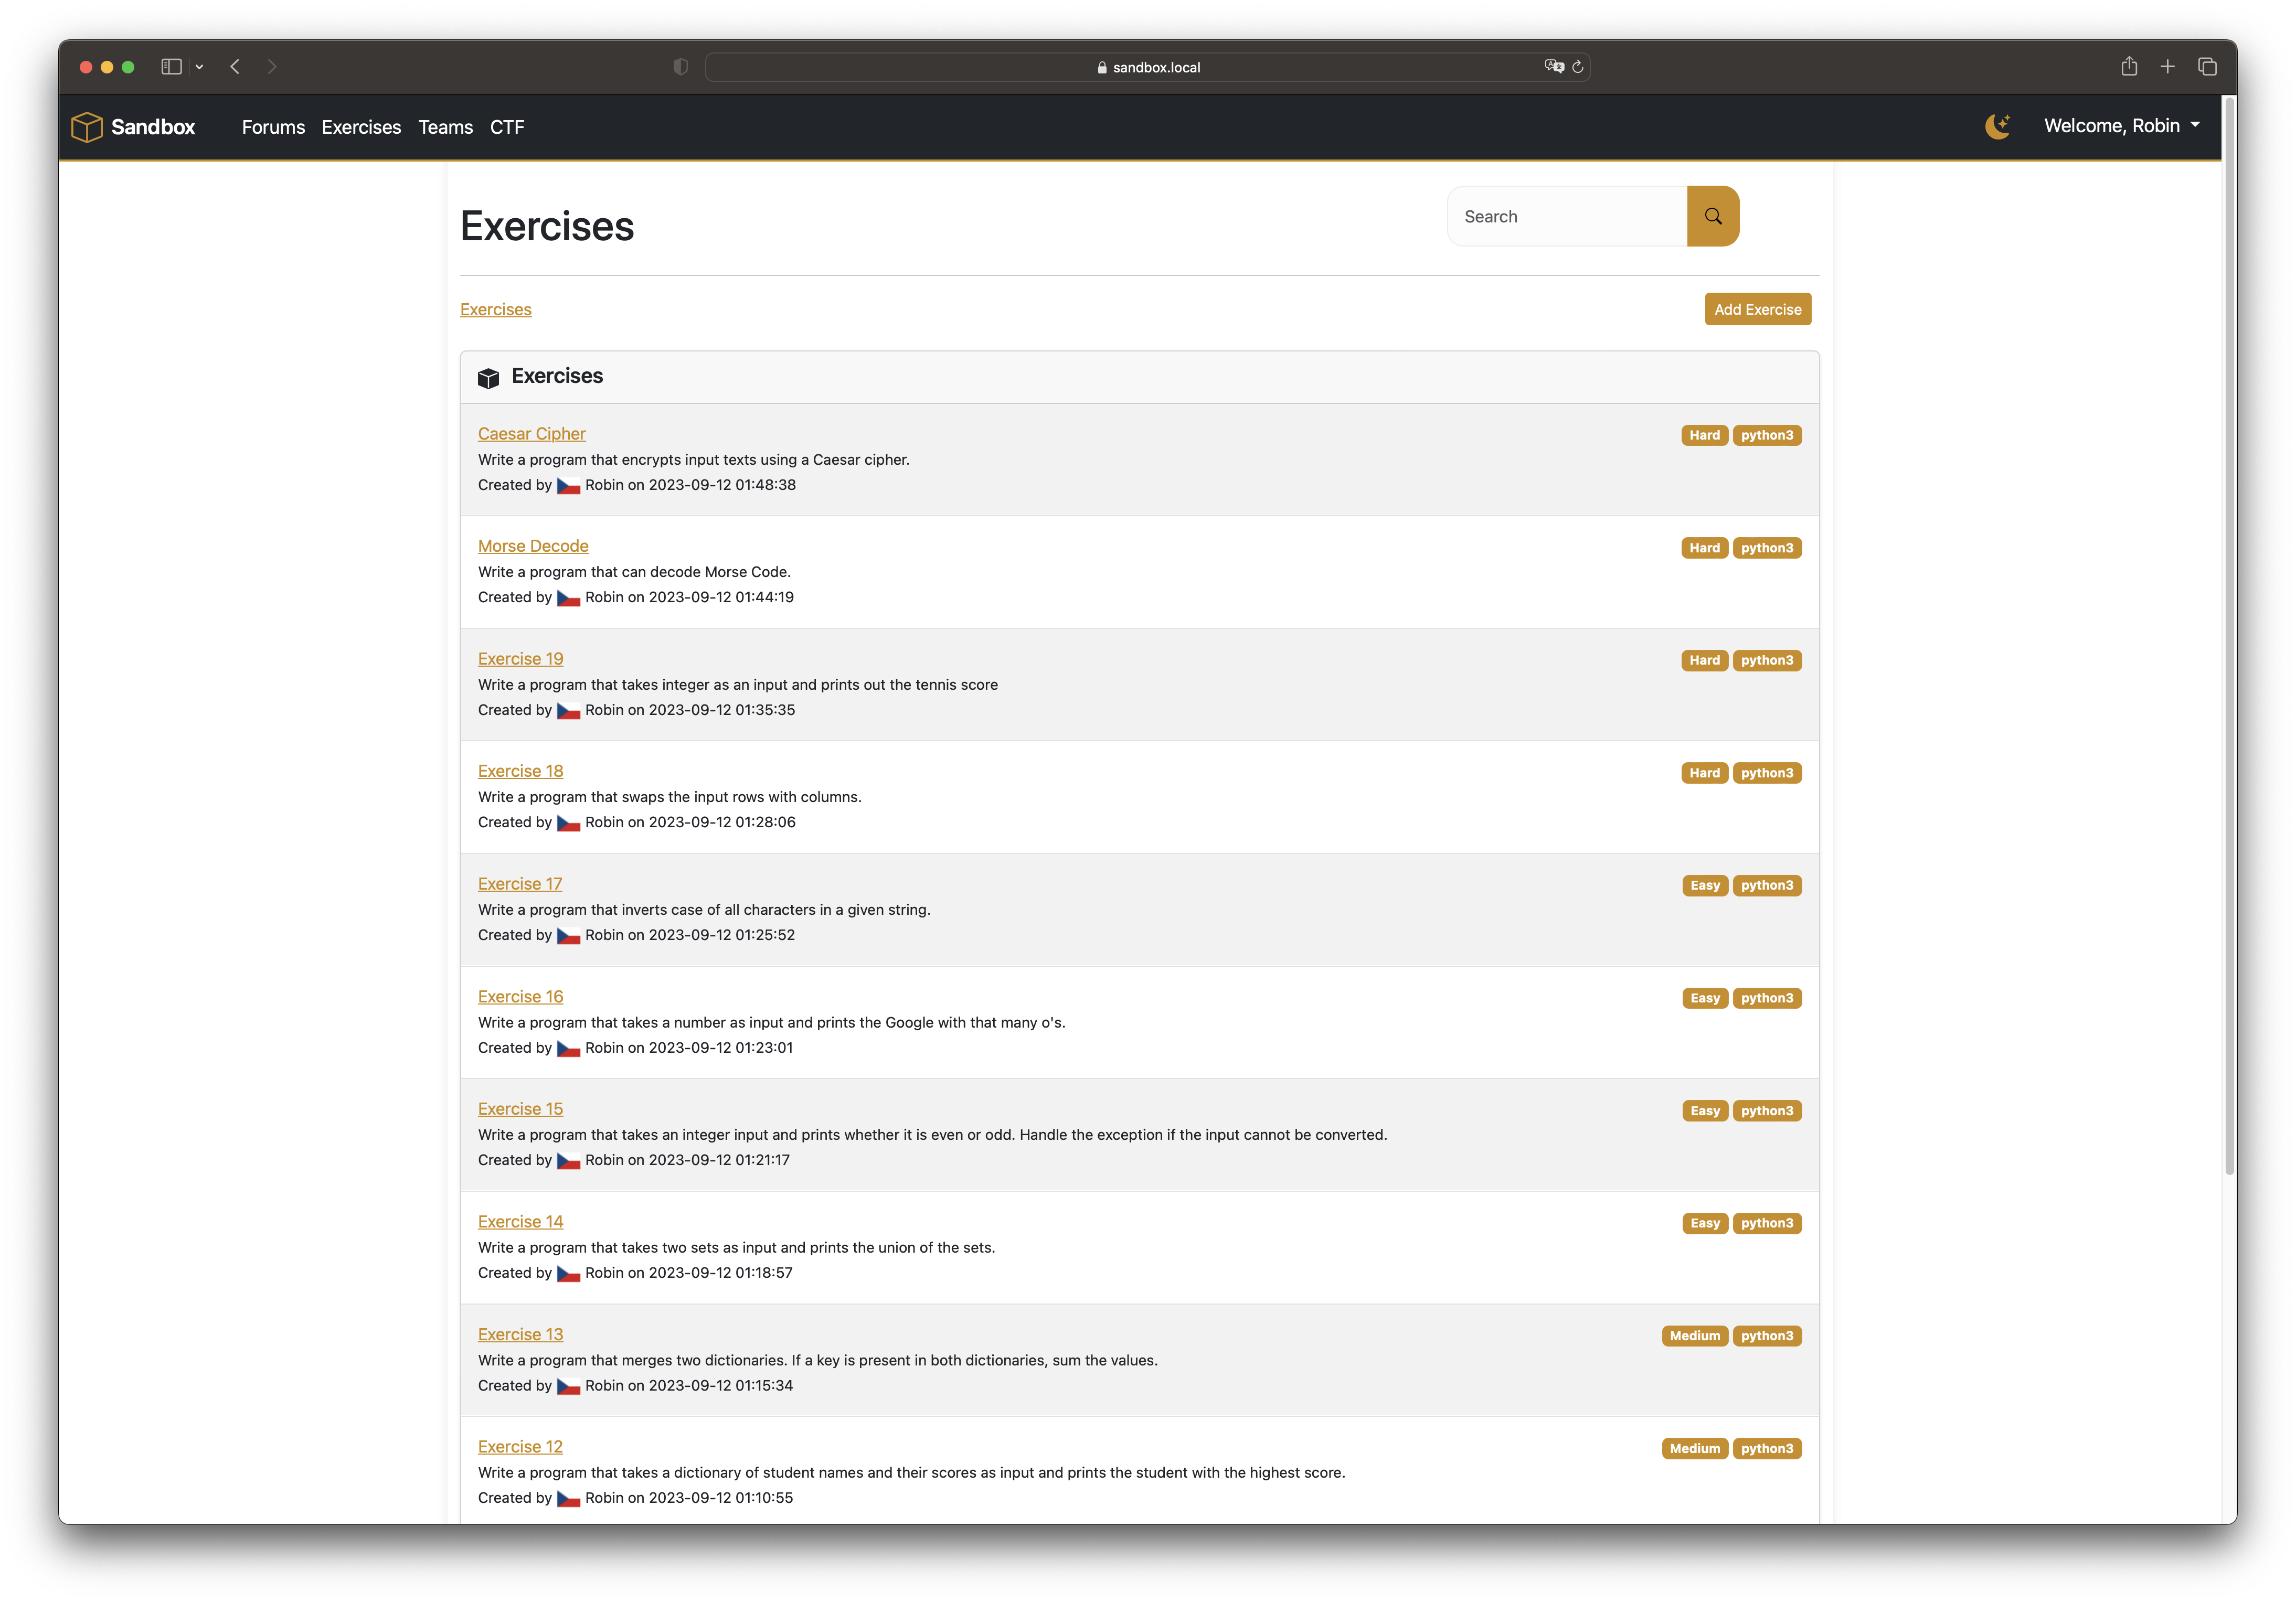 sandbox.local
Sandbox Forums Exercises Teams CTF Welcome, Robin
Exercises
Search
Exercises
Add Exercise
Exercises
Caesar Cipher Hard python3
Write a program that encrypts input texts using a Caesar cipher.
Created by Robin on 2023-09-12 01:48:38
Morse Decode Hard python3
Write a program that can decode Morse Code.
Created by Robin on 2023-09-12 01:44:19
Exercise 19 Hard python3
Write a program that takes integer as an input and prints out the tennis score
Created by Robin on 2023-09-12 01:35:35
Exercise 18 Hard python3
Write a program that swaps the input rows with columns.
Created by Robin on 2023-09-12 01:28:06
Exercise 17 Easy python3
Write a program that inverts case of all characters in a given string.
Created by Robin on 2023-09-12 01:25:52
Exercise 16 Easy python3
Write a program that takes a number as input and prints the Google with that many o's.
Created by Robin on 2023-09-12 01:23:01
Exercise 15 Easy python3
Write a program that takes an integer input and prints whether it is even or odd. Handle the exception if the input cannot be converted.
Created by Robin on 2023-09-12 01:21:17
Exercise 14 Easy python3
Write a program that takes two sets as input and prints the union of the sets.
Created by Robin on 2023-09-12 01:18:57
Exercise 13 Medium python3
Write a program that merges two dictionaries. If a key is present in both dictionaries, sum the values.
Created by Robin on 2023-09-12 01:15:34
Exercise 12 Medium python3
Write a program that takes a dictionary of student names and their scores as input and prints the student with the highest score.
Created by Robin on 2023-09-12 01:10:55